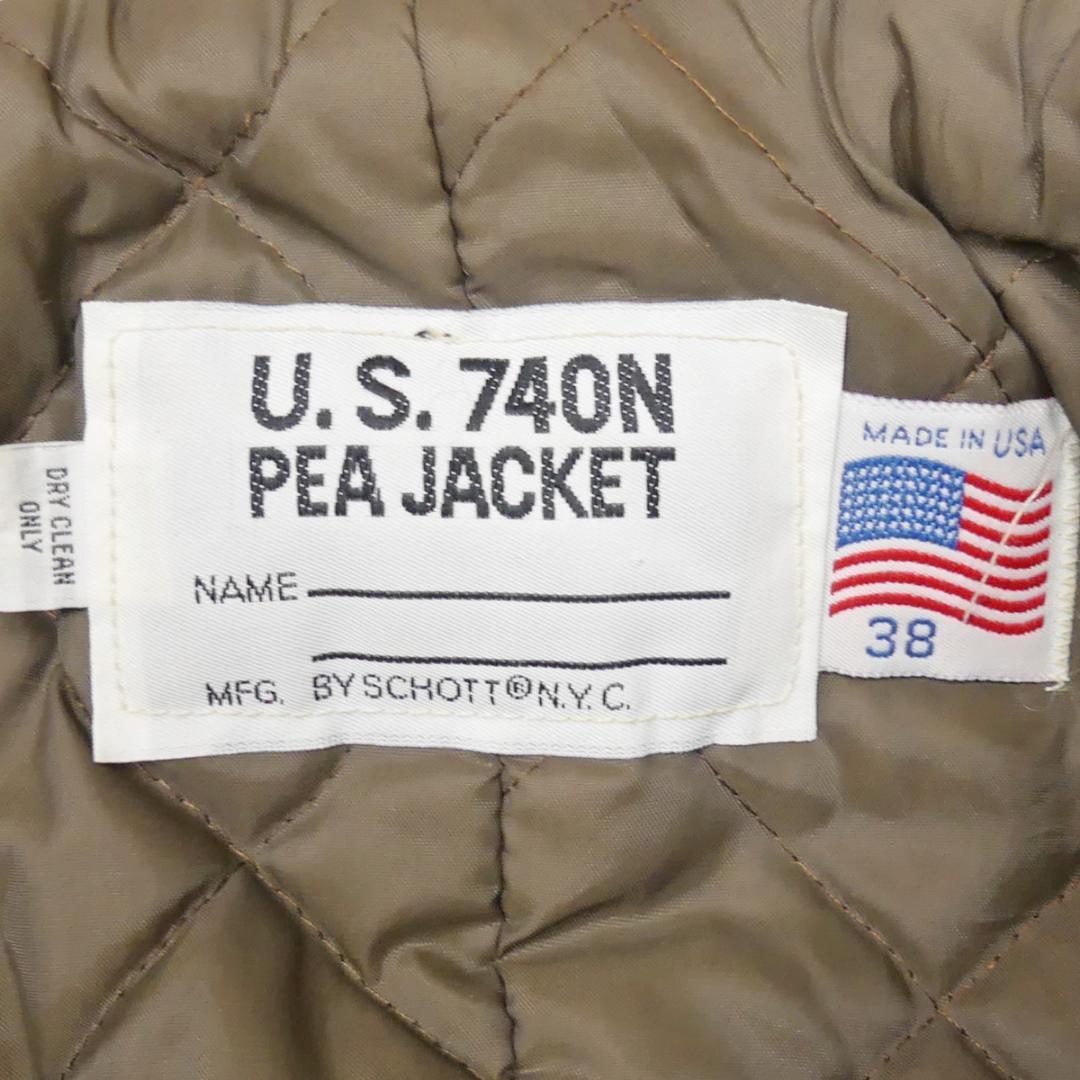 U. S. 740N
PEA JACKET
NAME
MFG. BY SCHOTT® N.Y.C.
DRY CLEAN
ONLY
MADE IN USA
38